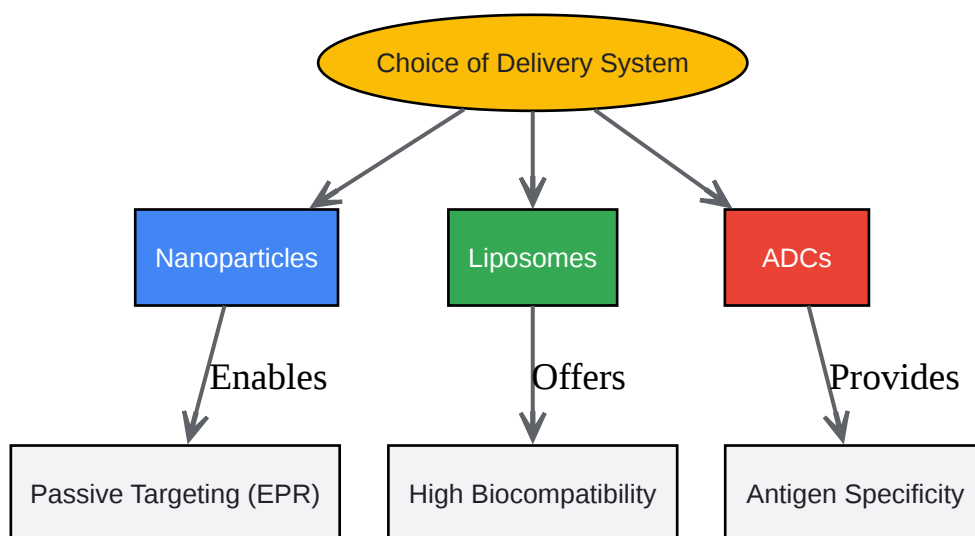 Choice of Delivery System
Nanoparticles
Liposomes
ADCs
Enables
Offers
Provides
Passive Targeting (EPR)
High Biocompatibility
Antigen Specificity